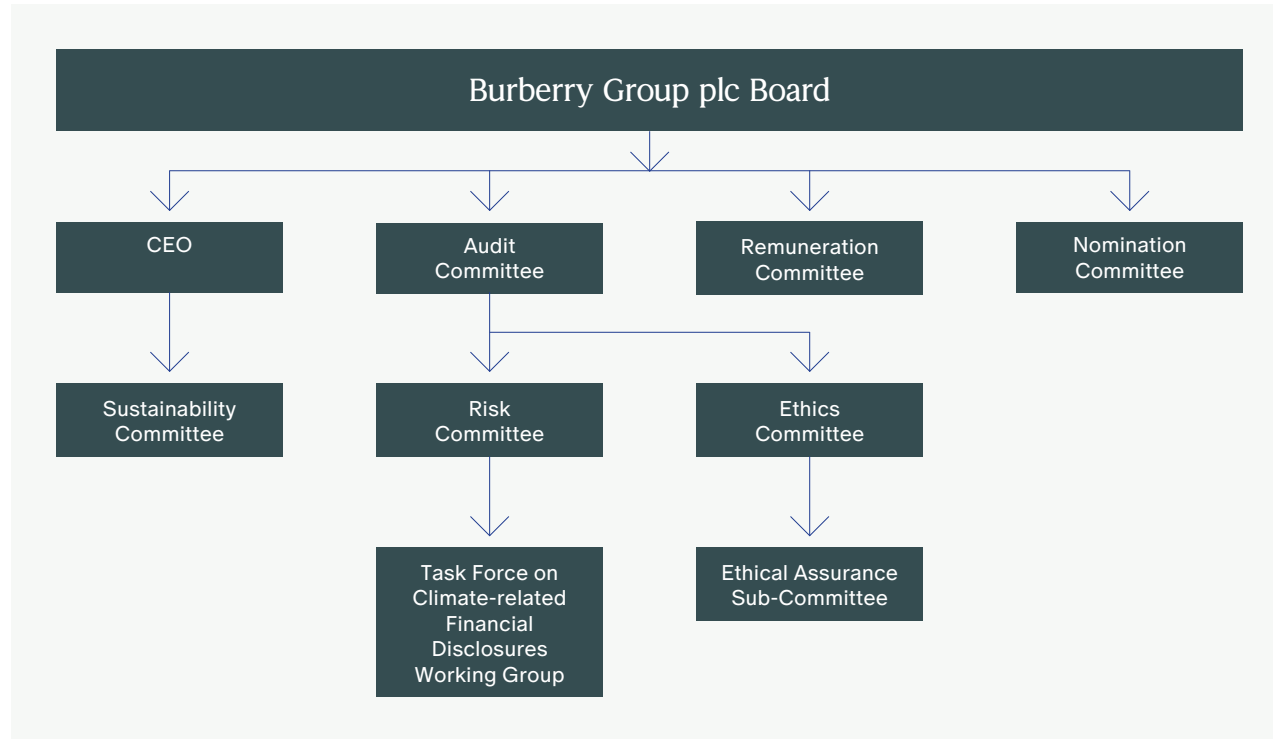 Burberry Group plc Board
CEO
Audit
Committee
Remuneration
Committee
Nomination
Committee
Sustainability
Committee
Risk
Committee
Ethics
Committee
Task Force on
Climate-related
Financial
Disclosures
Working Group
Ethical Assurance
Sub-Committee